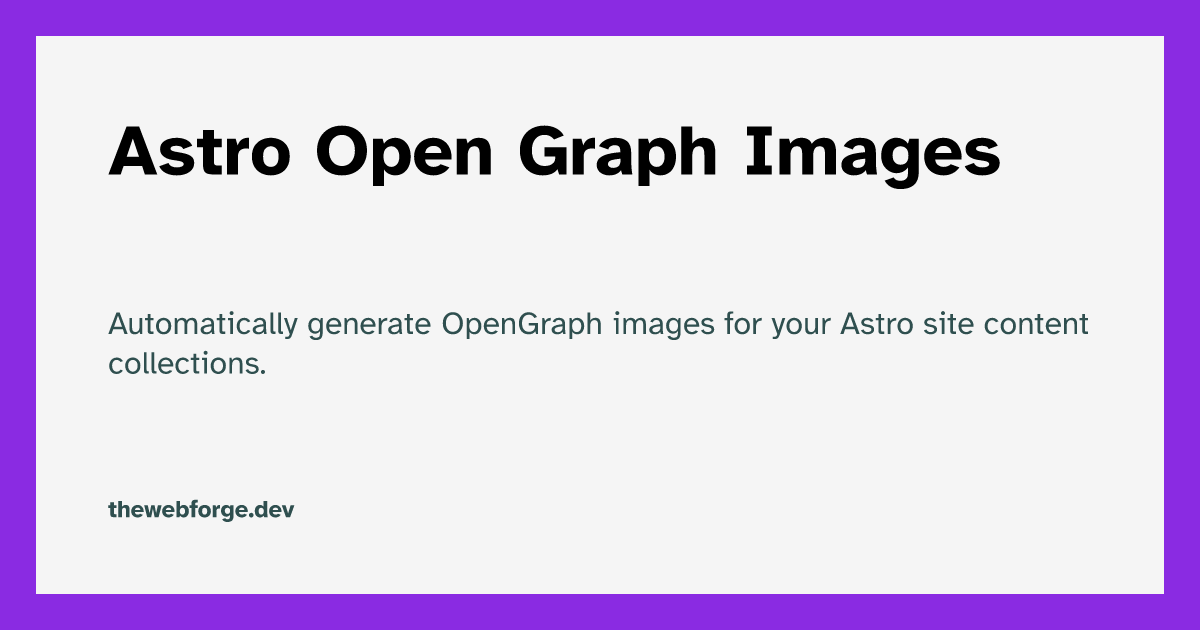 Astro Open Graph Images
Automatically generate OpenGraph images for your Astro site content
collections.
thewebforge.dev